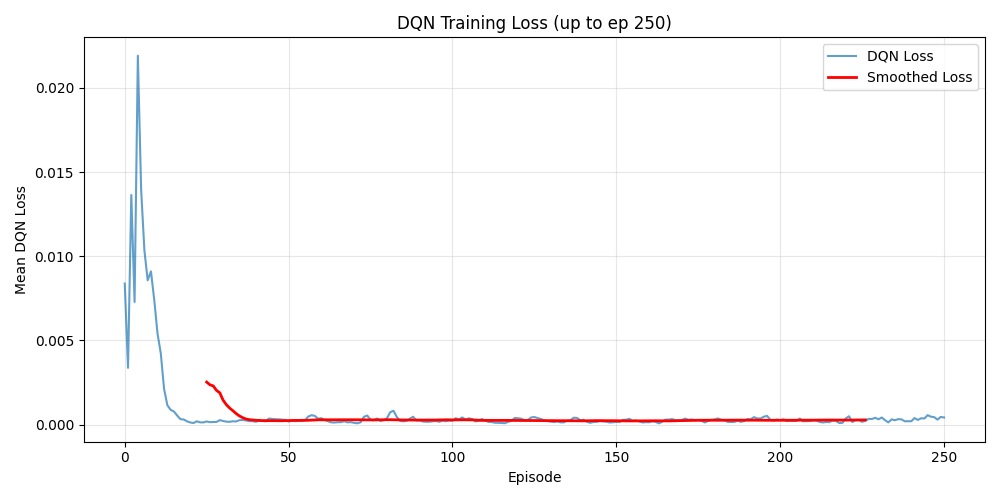 DQN Training Loss (up to ep 250)
DQN Loss
Smoothed Loss
Mean DQN Loss
0.020
0.015
0.010
0.005
0.000
0 50 100 150 200 250
Episode